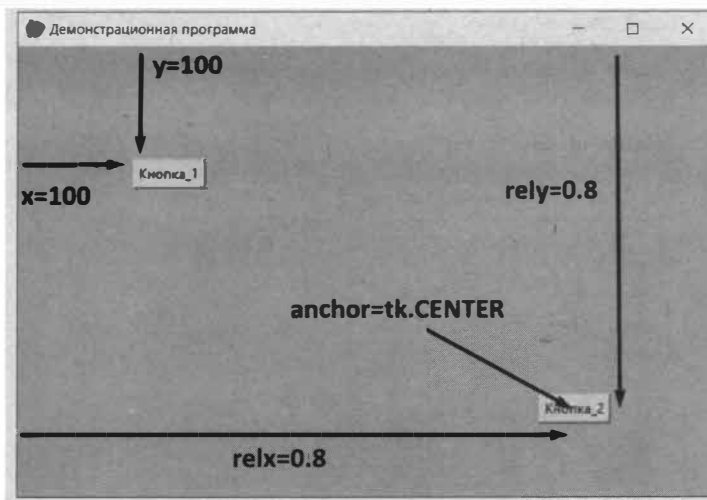 Демонстрационная программа
y=100
Кнопка_1
x=100
rely=0.8
anchor=tk.CENTER
Кнопка_2
relx=0.8